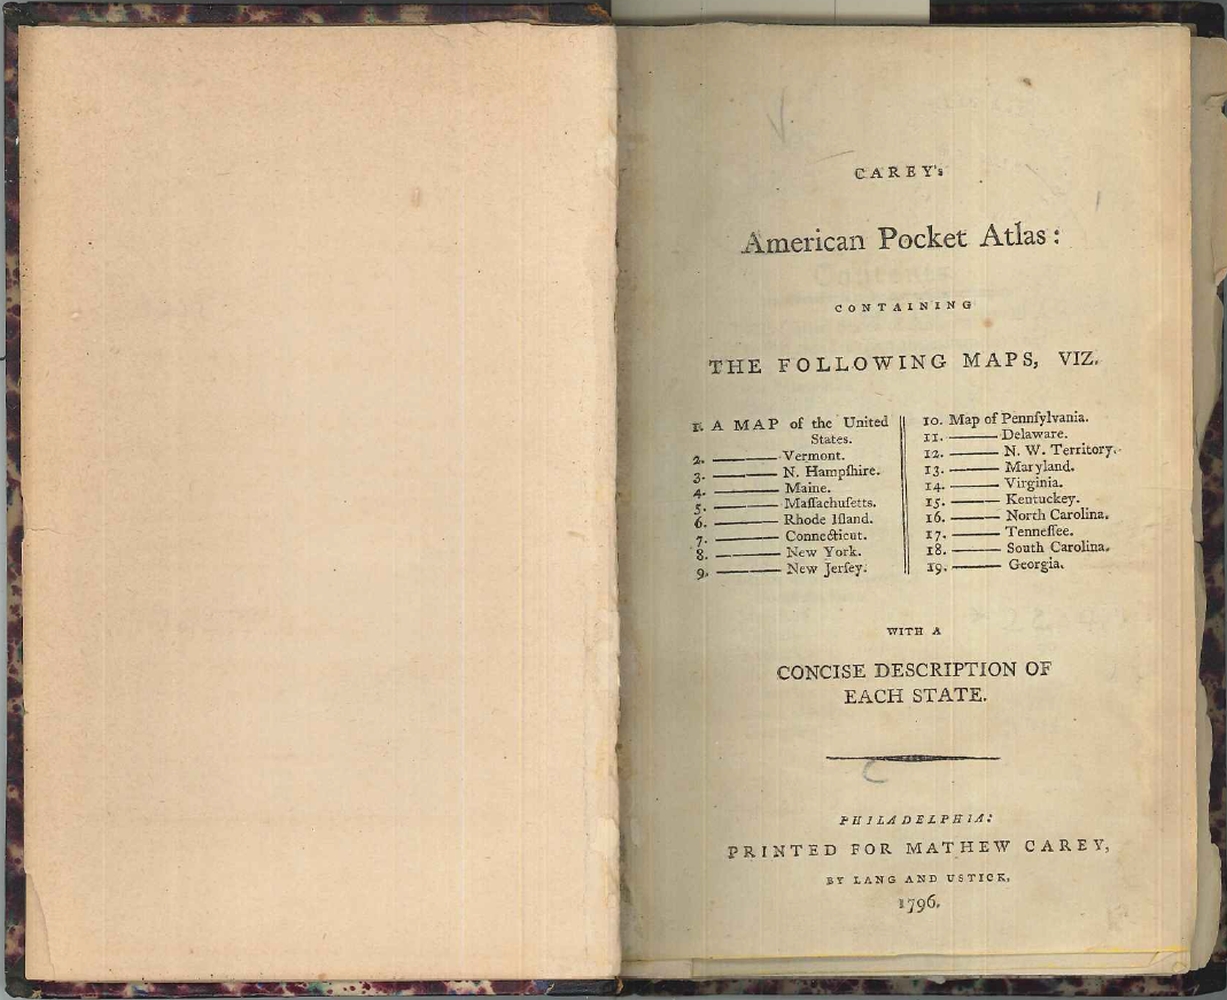 CAREY's
American Pocket Atlas:
CONTAINING
THE FOLLOWING MAPS, VIZ.
1. A MAP of the United
States.
2. ——— Vermont.
3. ——— N. Hampſhire.
4. ——— Maine.
5. ——— Maſſachuſetts.
6. ——— Rhode Iſland.
7. ——— Connecticut.
8. ——— New York.
9. ——— New Jerſey.
10. Map of Pennſylvania.
11. ——— Delaware.
12. ——— N. W. Territory.
13. ——— Maryland.
14. ——— Virginia.
15. ——— Kentuckey.
16. ——— North Carolina.
17. ——— Tenneſſee.
18. ——— South Carolina.
19. ——— Georgia.
WITH A
CONCISE DESCRIPTION OF
EACH STATE.
PHILADELPHIA:
PRINTED FOR MATHEW CAREY,
BY LANG AND USTICK.
1796.